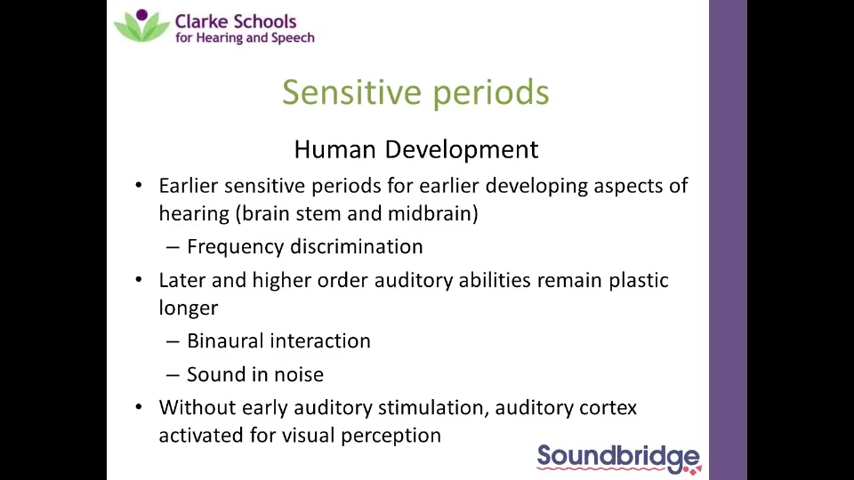 Clarke Schools
for Hearing and Speech
Sensitive periods
Human Development
• Earlier sensitive periods for earlier developing aspects of
hearing (brain stem and midbrain)
– Frequency discrimination
• Later and higher order auditory abilities remain plastic
longer
– Binaural interaction
– Sound in noise
• Without early auditory stimulation, auditory cortex
activated for visual perception
Soundbridge